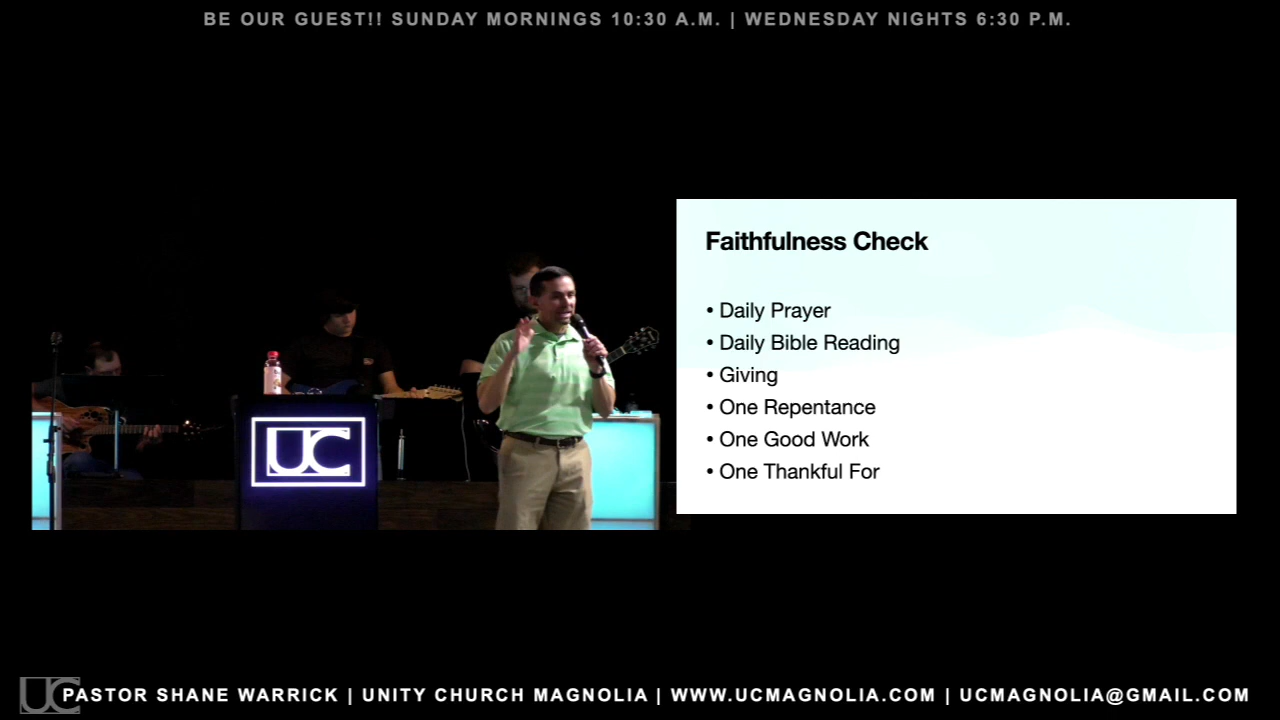 BE OUR GUEST!! SUNDAY MORNINGS 10:30 A.M. | WEDNESDAY NIGHTS 6:30 P.M.
Faithfulness Check
• Daily Prayer
• Daily Bible Reading
• Giving
• One Repentance
• One Good Work
• One Thankful For
UC
UC
PASTOR SHANE WARRICK | UNITY CHURCH MAGNOLIA | WWW.UCMAGNOLIA.COM | UCMAGNOLIA@GMAIL.COM